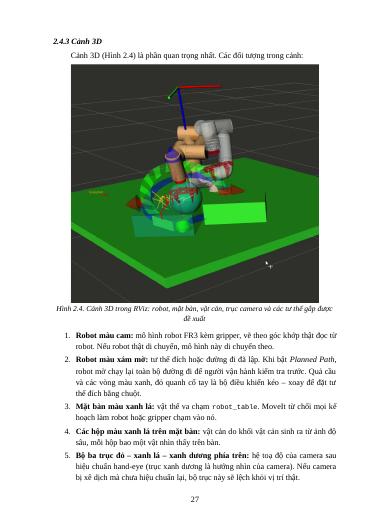 2.4.3 Cảnh 3D
Cảnh 3D (Hình 2.4) là phần quan trọng nhất. Các đối tượng trong cảnh:
Hình 2.4. Cảnh 3D trong RViz: robot, mặt bàn, vật cản, trục camera và các tư thế gắp được
đề xuất
1. Robot màu cam: mô hình robot FR3 kèm gripper, vẽ theo góc khớp thật đọc từ
robot. Nếu robot thật di chuyển, mô hình này di chuyển theo.
2. Robot màu xám mờ: tư thế đích hoặc đường đi đã lập. Khi bật Planned Path,
robot mờ chạy lại toàn bộ đường đi để người vận hành kiểm tra trước. Quả cầu
và các vòng màu xanh, đỏ quanh cổ tay là bộ điều khiển kéo – xoay để đặt tư
thế đích bằng chuột.
3. Mặt bàn màu xanh lá: vật thể va chạm robot_table. MoveIt từ chối mọi kế
hoạch làm robot hoặc gripper chạm vào nó.
4. Các hộp màu xanh lá trên mặt bàn: vật cản do khối vật cản sinh ra từ ảnh độ
sâu, mỗi hộp bao một vật nhìn thấy trên bàn.
5. Bộ ba trục đỏ – xanh lá – xanh dương phía trên: hệ toạ độ của camera sau
hiệu chuẩn hand-eye (trục xanh dương là hướng nhìn của camera). Nếu camera
bị xê dịch mà chưa hiệu chuẩn lại, bộ trục này sẽ lệch khỏi vị trí thật.
27